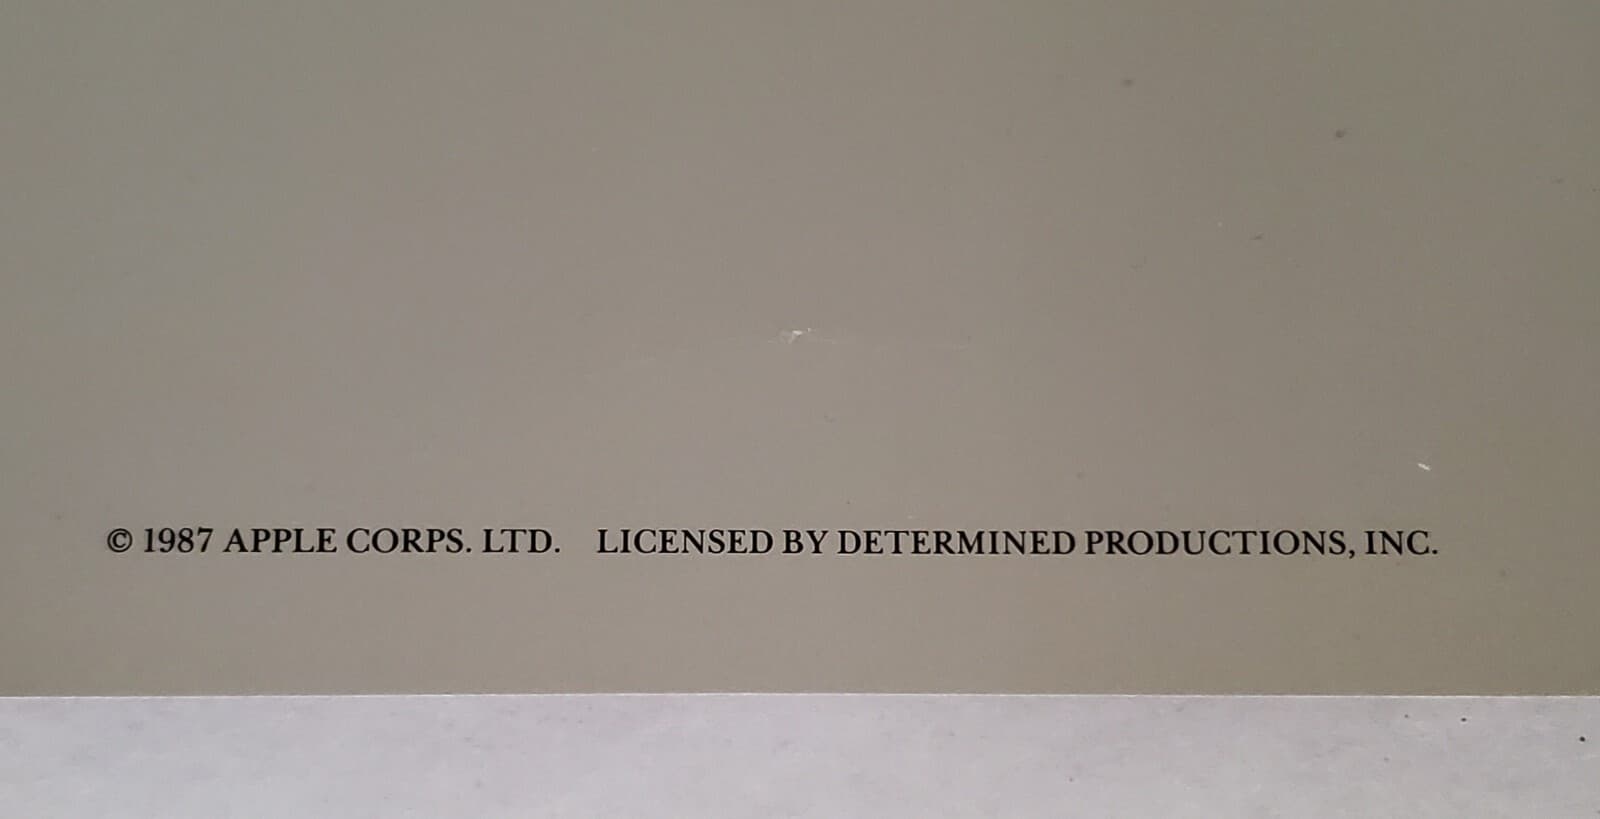 © 1987 APPLE CORPS. LTD. LICENSED BY DETERMINED PRODUCTIONS, INC.